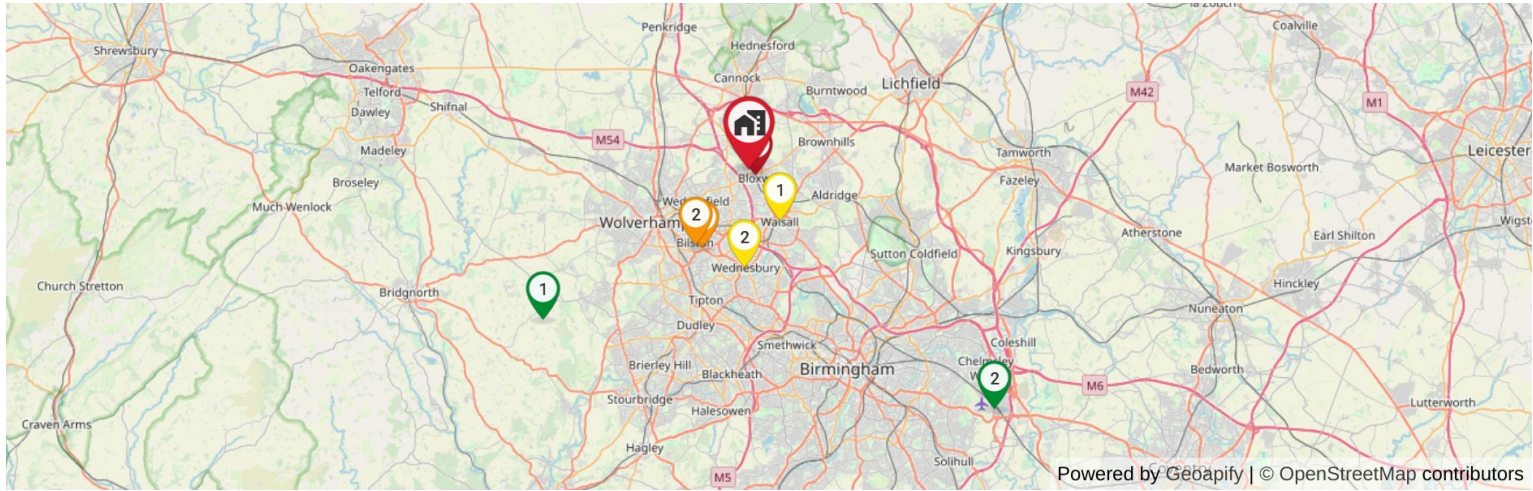 la Zouch
Penkridge
Coalville
Shrewsbury
Hednesford
Oakengates
Cannock
Lichfield
Telford
Burntwood
M42
Shifnal
M1
Dawley
M54
Brownhills
Madeley
Tamworth
Leicester
Market Bosworth
Broseley
Fazeley
1
Aldridge
Much Wenlock
2
Walsall
Wolverham
Atherstone
Earl Shilton
2
Sutton Coldfield
Kingsbury
Wednesbury
Church Stretton
1
Bridgnorth
Hinckley
Tipton
Nuneaton
Dudley
Smethwick
Coleshill
Brierley Hill
Birmingham
Bedworth
Blackheath
2
M6
Stourbridge
Halesowen
Lutterworth
Craven Arms
Hagley
Solihull
M5
Powered by Geoapify | © OpenStreetMap contributors